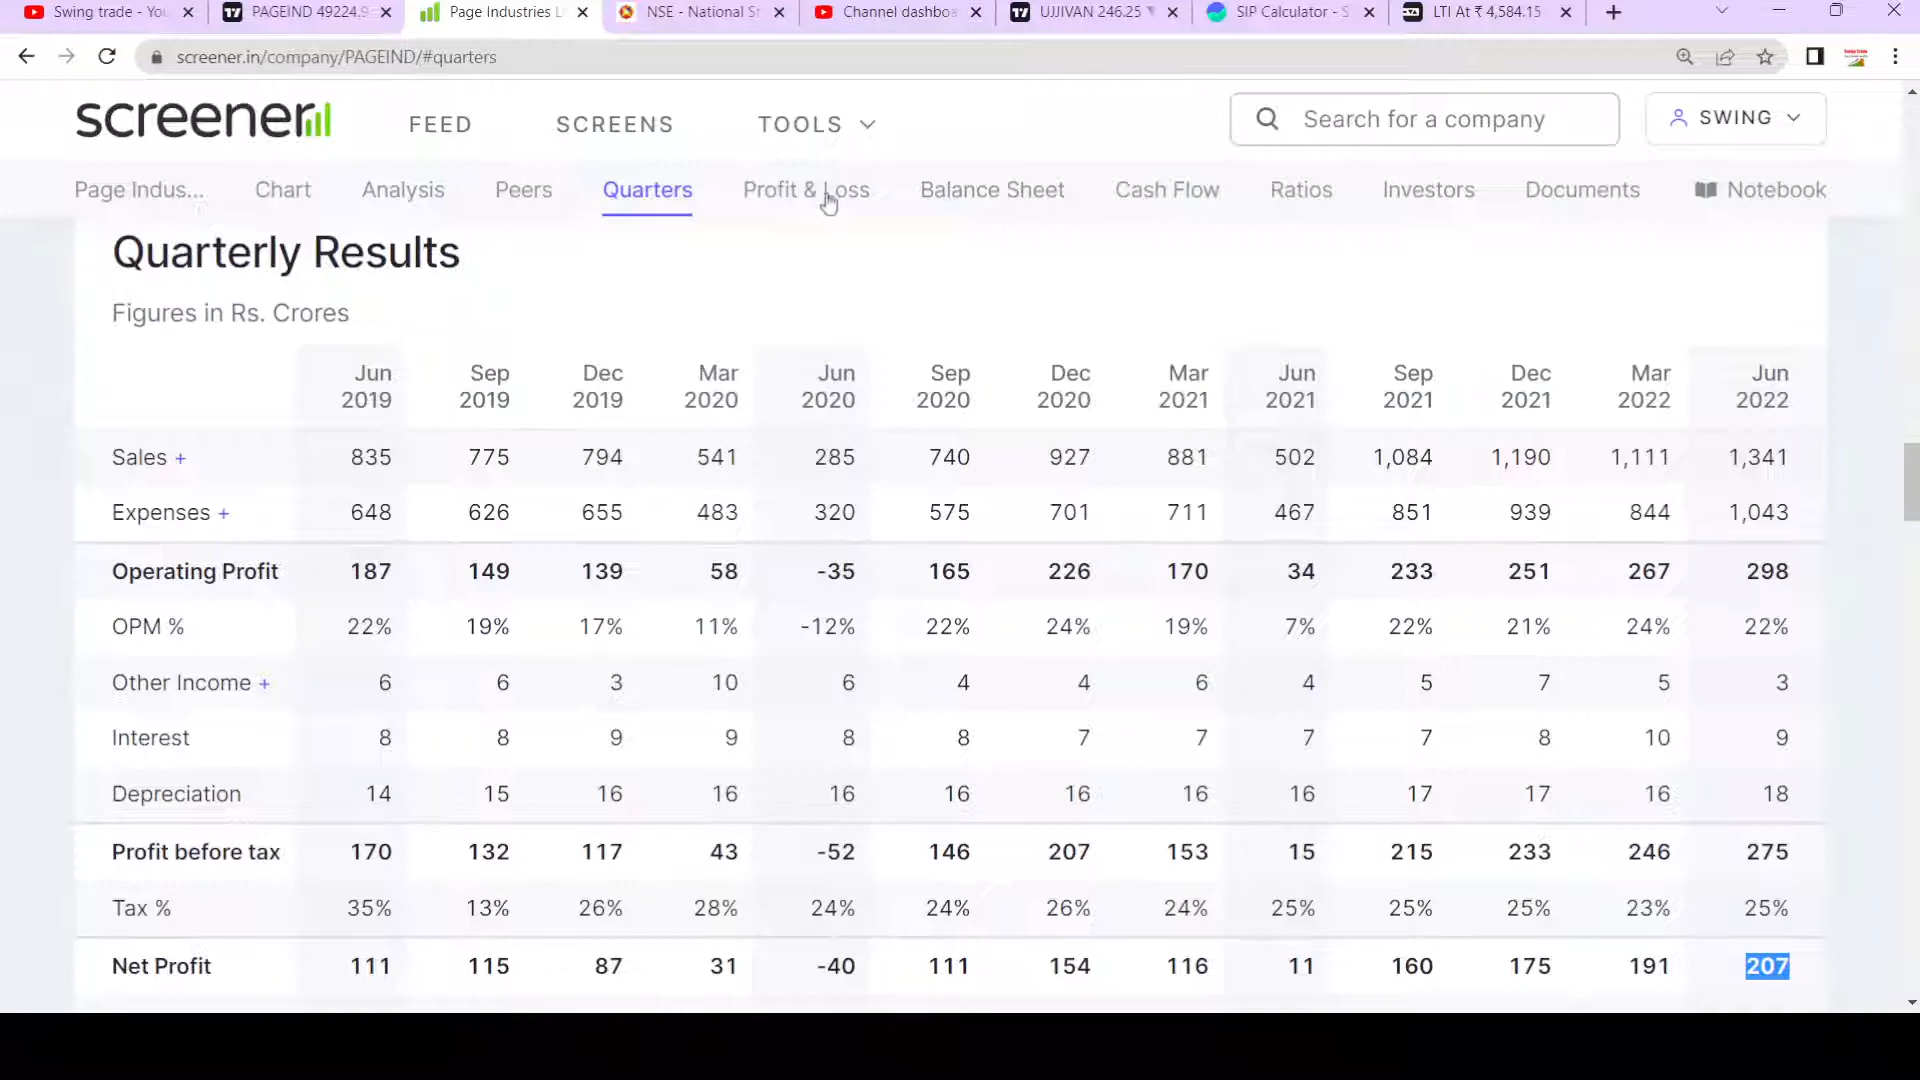 Swing trade - You
PAGEIND 49224.9
Page Industries L
NSE - National St
Channel dashboa
UJJIVAN 246.25
SIP Calculator - S
LTI At ₹ 4,584.15
screener.in/company/PAGEIND/#quarters
screener
FEED
SCREENS
TOOLS
Search for a company
SWING
Page Indus...
Chart
Analysis
Peers
Quarters
Profit & Loss
Balance Sheet
Cash Flow
Ratios
Investors
Documents
Notebook
Quarterly Results
Figures in Rs. Crores
Jun Sep Dec Mar Jun Sep Dec Mar Jun Sep Dec Mar Jun
2019 2019 2019 2020 2020 2020 2020 2021 2021 2021 2021 2022 2022
Sales + 835 775 794 541 285 740 927 881 502 1,084 1,190 1,111 1,341
Expenses + 648 626 655 483 320 575 701 711 467 851 939 844 1,043
Operating Profit 187 149 139 58 -35 165 226 170 34 233 251 267 298
OPM % 22% 19% 17% 11% -12% 22% 24% 19% 7% 22% 21% 24% 22%
Other Income + 6 6 3 10 6 4 4 6 4 5 7 5 3
Interest 8 8 9 9 8 8 7 7 7 7 8 10 9
Depreciation 14 15 16 16 16 16 16 16 16 17 17 16 18
Profit before tax 170 132 117 43 -52 146 207 153 15 215 233 246 275
Tax % 35% 13% 26% 28% 24% 24% 26% 24% 25% 25% 25% 23% 25%
Net Profit 111 115 87 31 -40 111 154 116 11 160 175 191 207